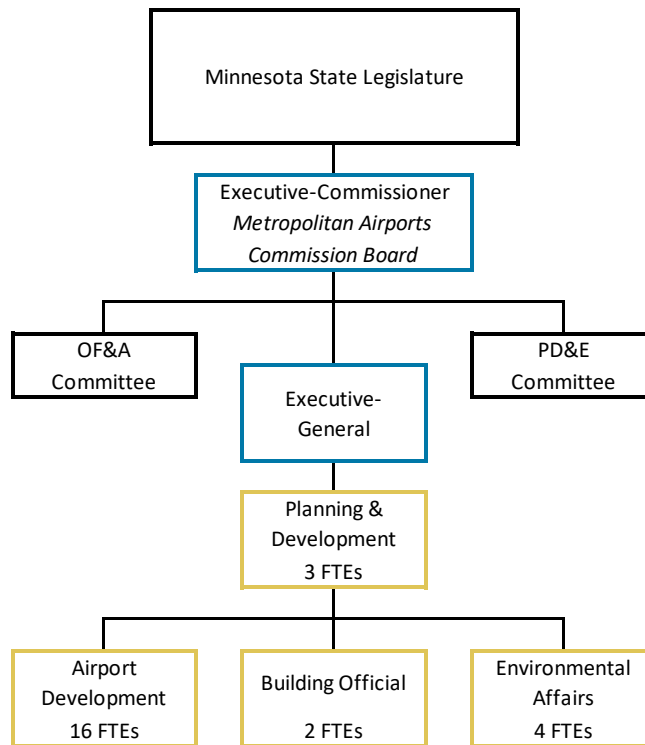 Minnesota State Legislature
Executive-Commissioner
Metropolitan Airports
Commission Board
OF&A
Committee
PD&E
Committee
Executive-
General
Planning &
Development
3 FTEs
Airport
Development
16 FTEs
Building Official
2 FTEs
Environmental
Affairs
4 FTEs